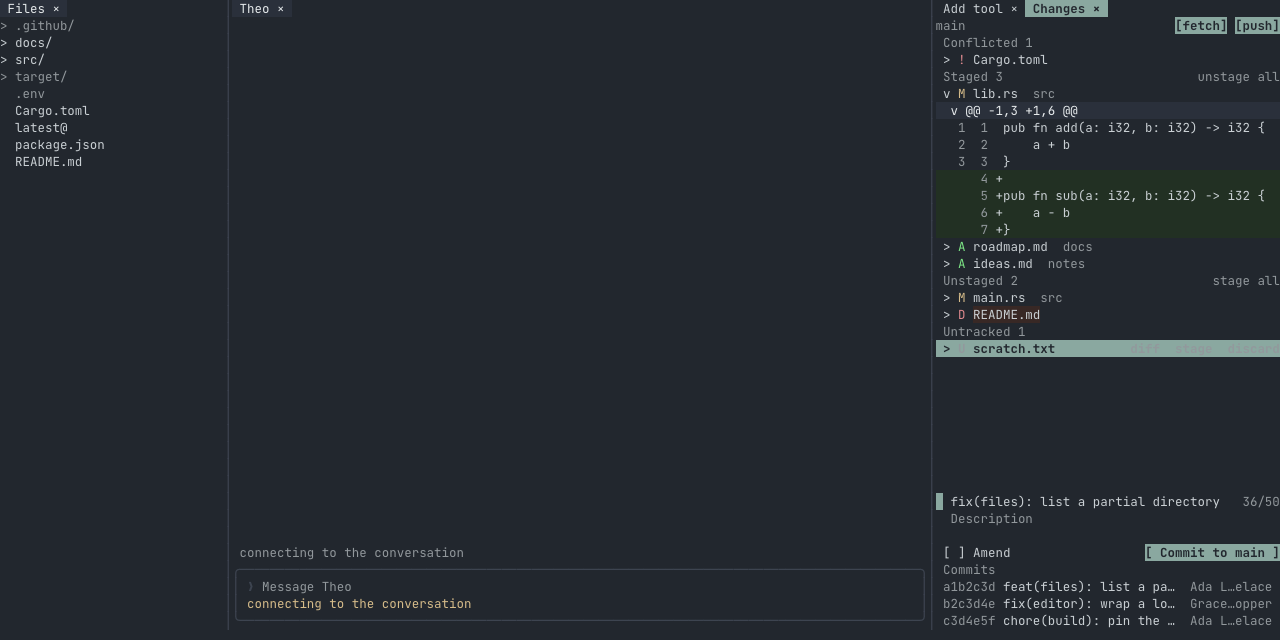 Files ×
> .github/
> docs/
> src/
> target/
.env
Cargo.toml
latest@
package.json
README.md
Theo ×
connecting to the conversation
) Message Theo
connecting to the conversation
Add tool × Changes ×
main [fetch] [push]
Conflicted 1
> ! Cargo.toml
Staged 3 unstage all
v M lib.rs src
v @@ -1,3 +1,6 @@
1 1 pub fn add(a: i32, b: i32) -> i32 {
2 2 a + b
3 3 }
4 +
5 +pub fn sub(a: i32, b: i32) -> i32 {
6 + a - b
7 +}
> A roadmap.md docs
> A ideas.md notes
Unstaged 2 stage all
> M main.rs src
> D README.md
Untracked 1
> scratch.txt diff stage discard
fix(files): list a partial directory 36/50
Description
[ ] Amend [ Commit to main ]
Commits
a1b2c3d feat(files): list a pa… Ada L…elace
b2c3d4e fix(editor): wrap a lo… Grace…opper
c3d4e5f chore(build): pin the … Ada L…elace